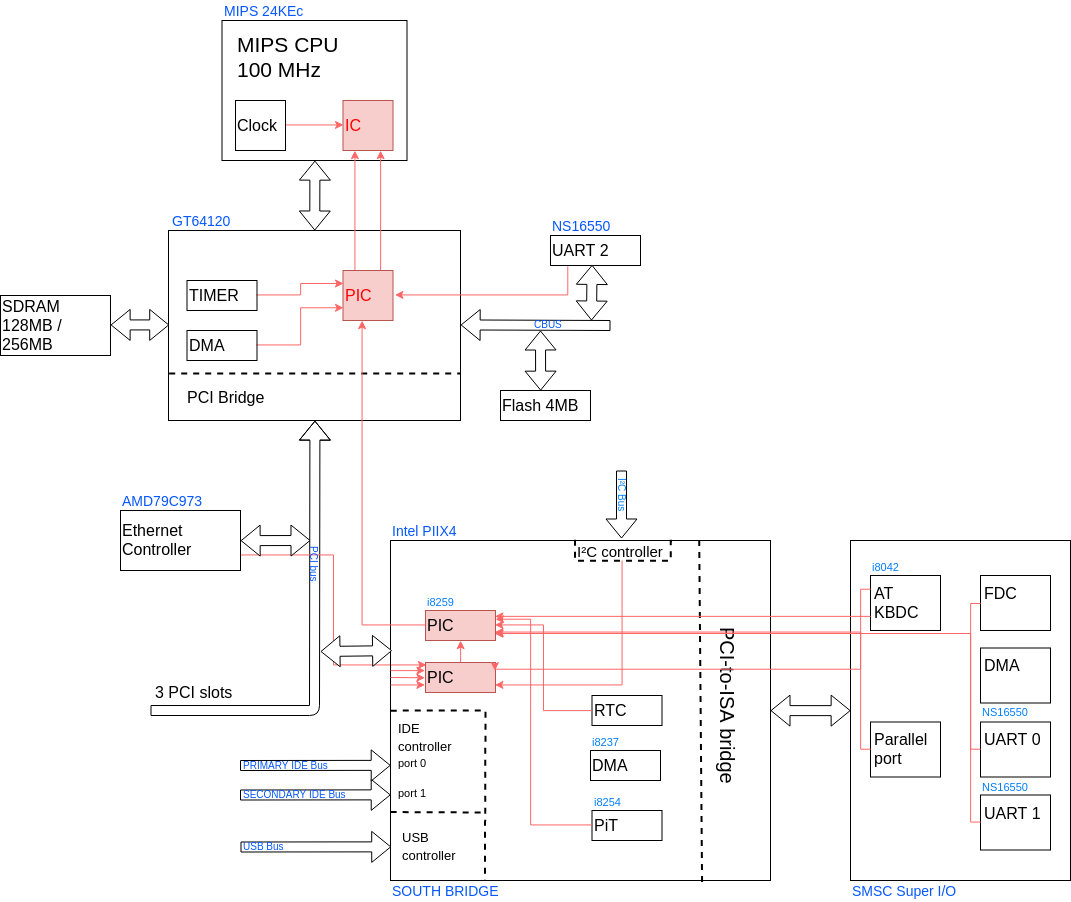 MIPS 24KEc
MIPS CPU
100 MHz
Clock
IC
GT64120
NS16550
UART 2
TIMER
PIC
SDRAM
128MB /
256MB
CBUS
DMA
PCI Bridge
Flash 4MB
I²C Bus
AMD79C973
Ethernet
Controller
PCI bus
Intel PIIX4
I²C controller
i8042
AT
KBDC
FDC
i8259
PIC
PIC
DMA
PCI-to-ISA bridge
3 PCI slots
RTC
NS16550
IDE
controller
port 0
port 1
i8237
DMA
Parallel
port
UART 0
PRIMARY IDE Bus
SECONDARY IDE Bus
NS16550
UART 1
i8254
PiT
USB
controller
USB Bus
SOUTH BRIDGE
SMSC Super I/O